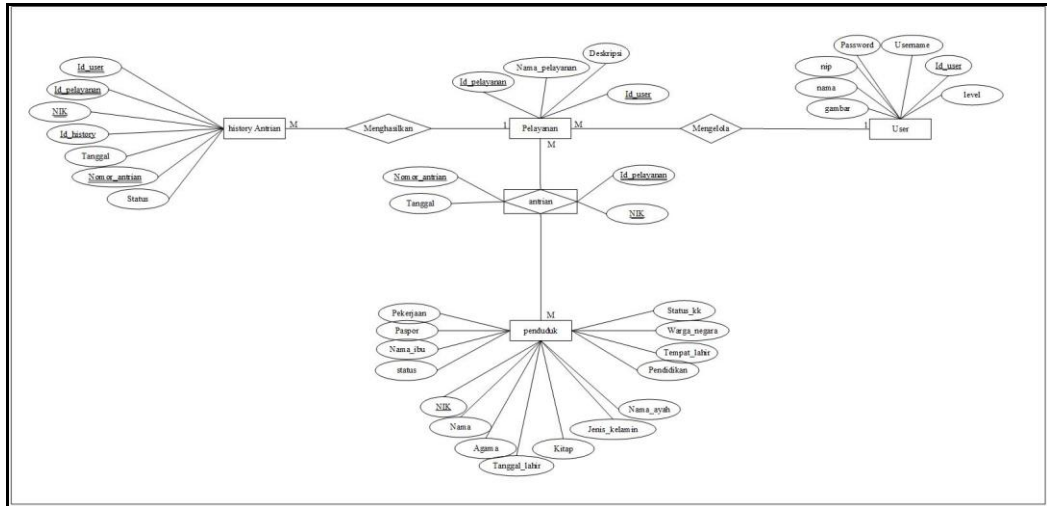 Id_user
Id_pelayanan
NIK
Id_history
Tanggal
Nomor_antrian
Status
history Antrian
M
Menghasilkan
1
Id_pelayanan
Nama_pelayanan
Deskripsi
Id_user
Pelayanan
M
M
Mengelola
1
User
Password
Username
nip
Id_user
nama
level
gambar
Nomor_antrian
Tanggal
antrian
Id_pelayanan
NIK
M
penduduk
Pekerjaan
Paspor
Nama_ibu
status
NIK
Nama
Agama
Tanggal_lahir
Kitap
Jenis_kelamin
Nama_ayah
Pendidikan
Tempat_lahir
Warga_negara
Status_kk